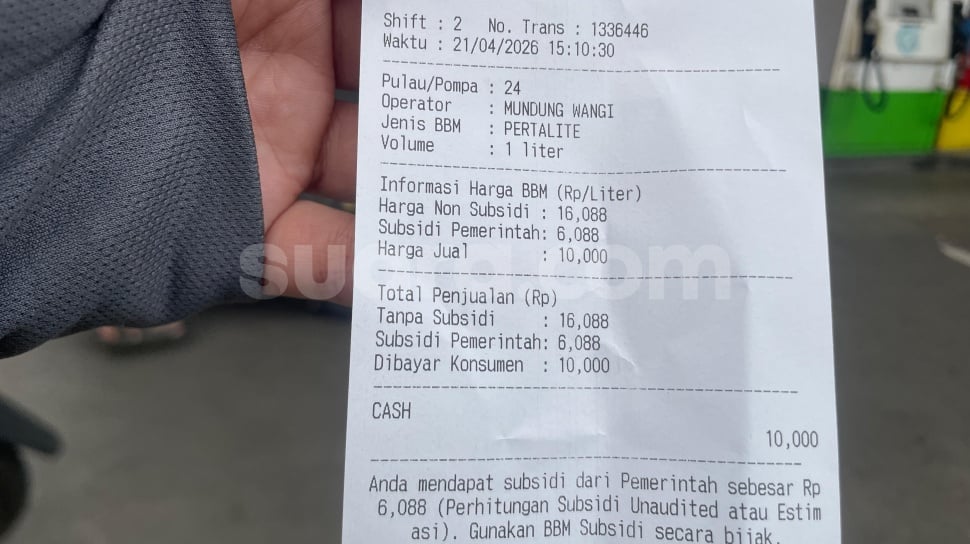 Shift : 2 No. Trans : 1336446
Waktu : 21/04/2026 15:10:30
Pulau/Pompa : 24
Operator : MUNDUNG WANGI
Jenis BBM : PERTALITE
Volume : 1 liter
Informasi Harga BBM (Rp/Liter)
Harga Non Subsidi : 16,088
Subsidi Pemerintah: 6,088
Harga Jual : 10,000
suara.com
Total Penjualan (Rp)
Tanpa Subsidi : 16,088
Subsidi Pemerintah: 6,088
Dibayar Konsumen : 10,000
CASH
10,000
Anda mendapat subsidi dari Pemerintah sebesar Rp
6,088 (Perhitungan Subsidi Unaudited atau Estim
asi). Gunakan BBM Subsidi secara bijak.